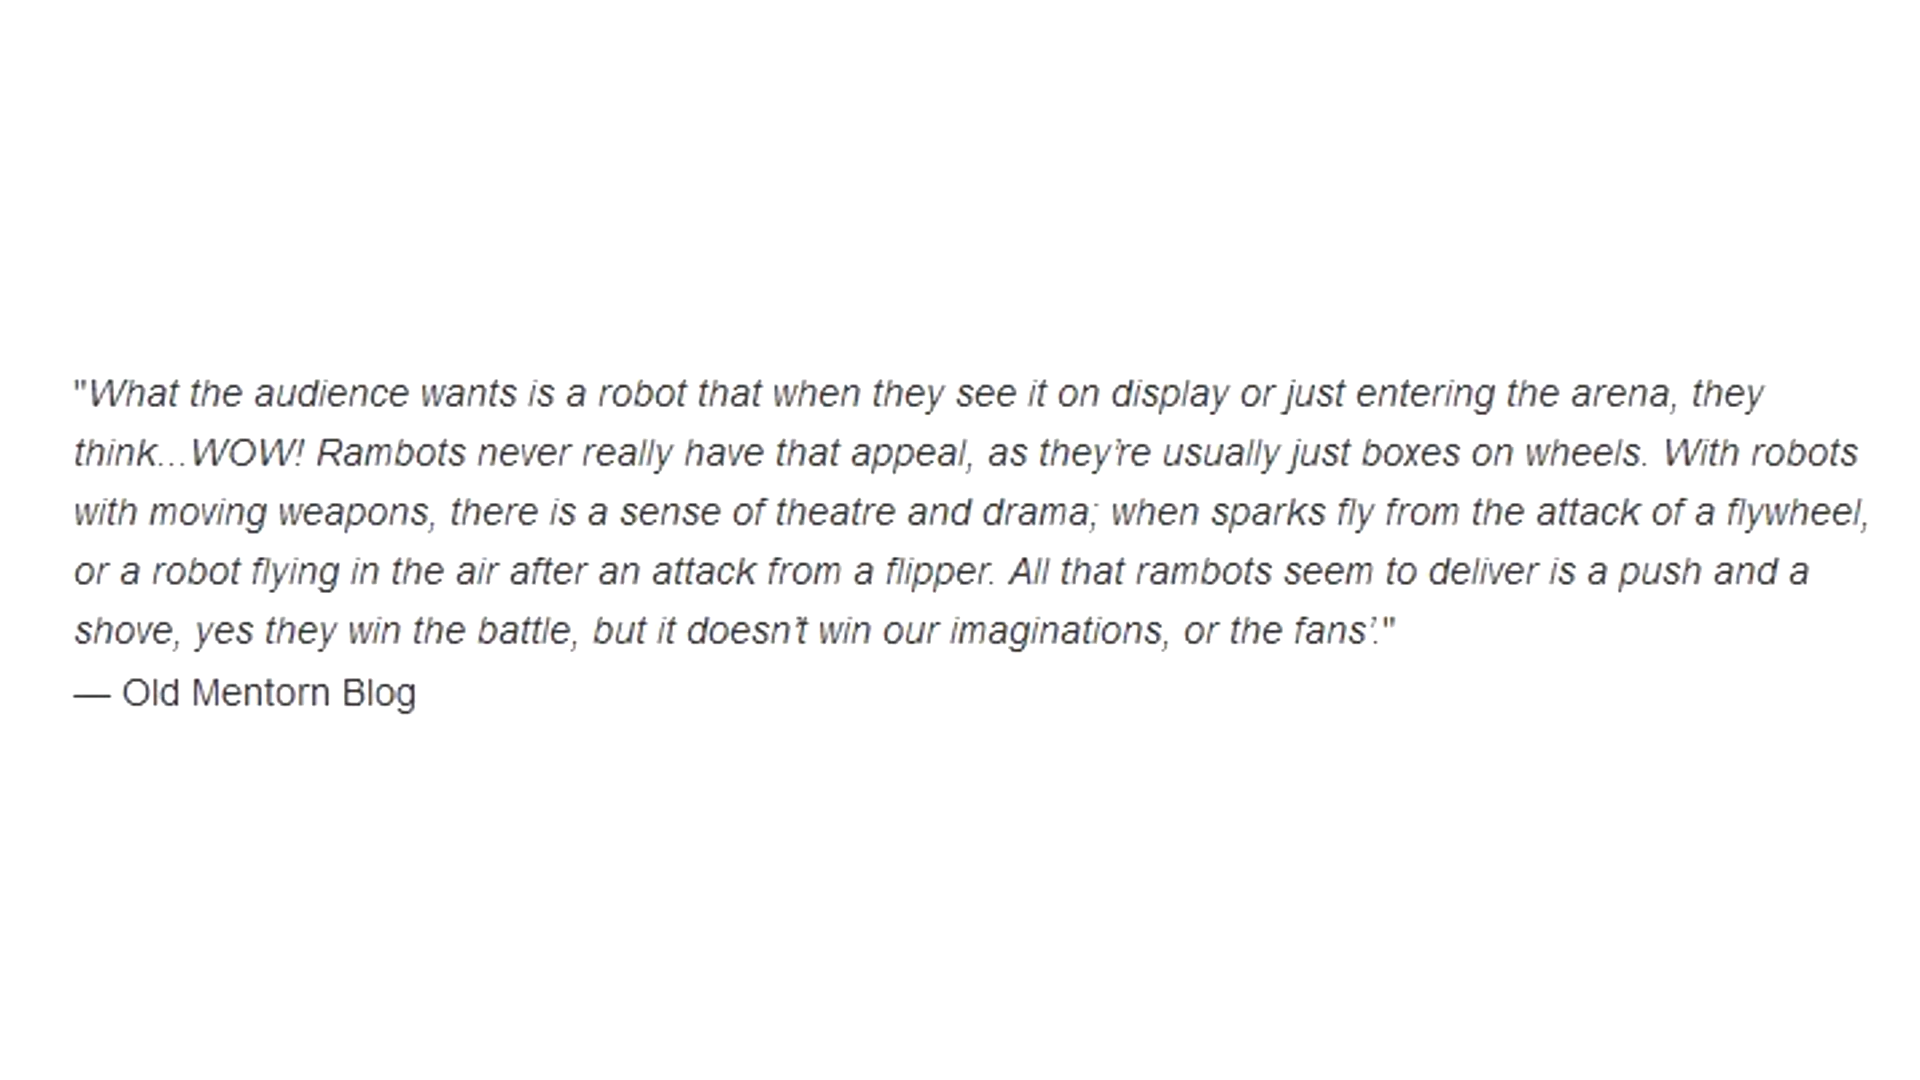 "What the audience wants is a robot that when they see it on display or just entering the arena, they
think...WOW! Rambots never really have that appeal, as they're usually just boxes on wheels. With robots
with moving weapons, there is a sense of theatre and drama; when sparks fly from the attack of a flywheel,
or a robot flying in the air after an attack from a flipper. All that rambots seem to deliver is a push and a
shove, yes they win the battle, but it doesn't win our imaginations, or the fans'."
— Old Mentorn Blog